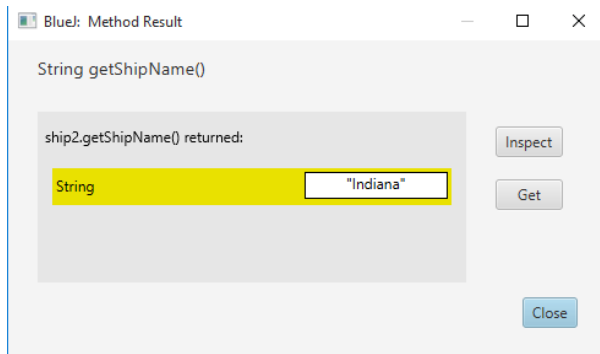 BlueJ: Method Result
String getShipName()
ship2.getShipName() returned:
Inspect
String "Indiana"
Get
Close